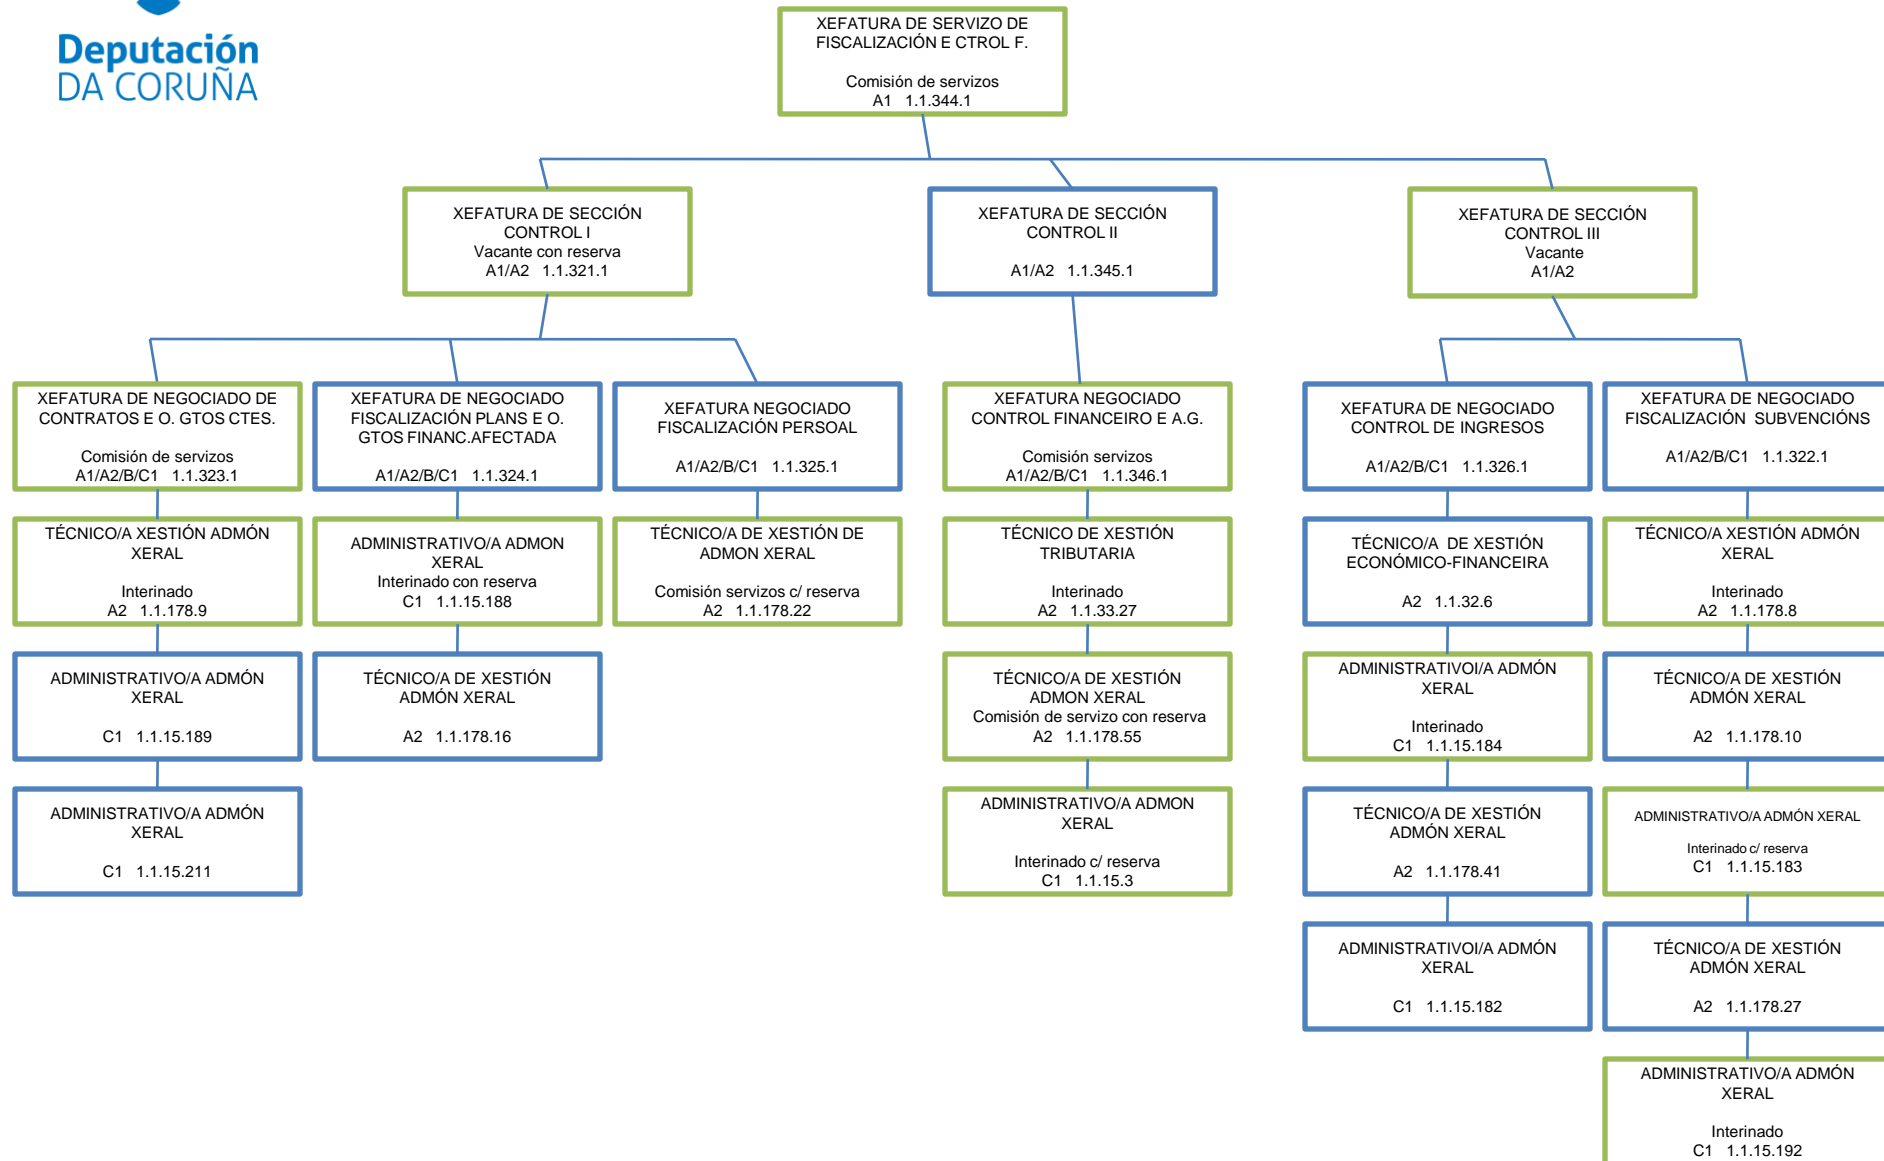 Deputación
DA CORUÑA
XEFATURA DE SERVIZO DE
FISCALIZACIÓN E CTROL F.
Comisión de servizos
A1 1.1.344.1
XEFATURA DE SECCIÓN
CONTROL I
Vacante con reserva
A1/A2 1.1.321.1
XEFATURA DE SECCIÓN
CONTROL II
A1/A2 1.1.345.1
XEFATURA DE SECCIÓN
CONTROL III
Vacante
A1/A2
XEFATURA DE NEGOCIADO DE
CONTRATOS E O. GTOS CTES.
Comisión de servizos
A1/A2/B/C1 1.1.323.1
XEFATURA DE NEGOCIADO
FISCALIZACIÓN PLANS E O.
GTOS FINANC.AFECTADA
A1/A2/B/C1 1.1.324.1
XEFATURA NEGOCIADO
FISCALIZACIÓN PERSOAL
A1/A2/B/C1 1.1.325.1
XEFATURA NEGOCIADO
CONTROL FINANCEIRO E A.G.
Comisión servizos
A1/A2/B/C1 1.1.346.1
XEFATURA DE NEGOCIADO
CONTROL DE INGRESOS
A1/A2/B/C1 1.1.326.1
XEFATURA DE NEGOCIADO
FISCALIZACIÓN SUBVENCIÓNS
A1/A2/B/C1 1.1.322.1
TÉCNICO/A XESTIÓN ADMÓN
XERAL
Interinado
A2 1.1.178.9
ADMINISTRATIVO/A ADMON
XERAL
Interinado con reserva
C1 1.1.15.188
TÉCNICO/A DE XESTIÓN DE
ADMON XERAL
Comisión servizos c/ reserva
A2 1.1.178.22
TÉCNICO DE XESTIÓN
TRIBUTARIA
Interinado
A2 1.1.33.27
TÉCNICO/A DE XESTIÓN
ECONÓMICO-FINANCEIRA
A2 1.1.32.6
TÉCNICO/A XESTIÓN ADMÓN
XERAL
Interinado
A2 1.1.178.8
ADMINISTRATIVO/A ADMÓN
XERAL
C1 1.1.15.189
TÉCNICO/A DE XESTIÓN
ADMÓN XERAL
A2 1.1.178.16
TÉCNICO/A DE XESTIÓN
ADMON XERAL
Comisión de servizo con reserva
A2 1.1.178.55
ADMINISTRATIVOI/A ADMÓN
XERAL
Interinado
C1 1.1.15.184
TÉCNICO/A DE XESTIÓN
ADMÓN XERAL
A2 1.1.178.10
ADMINISTRATIVO/A ADMÓN
XERAL
C1 1.1.15.211
ADMINISTRATIVO/A ADMON
XERAL
Interinado c/ reserva
C1 1.1.15.3
TÉCNICO/A DE XESTIÓN
ADMÓN XERAL
A2 1.1.178.41
ADMINISTRATIVO/A ADMÓN XERAL
Interinado c/ reserva
C1 1.1.15.183
ADMINISTRATIVOI/A ADMÓN
XERAL
C1 1.1.15.182
TÉCNICO/A DE XESTIÓN
ADMÓN XERAL
A2 1.1.178.27
ADMINISTRATIVO/A ADMÓN
XERAL
Interinado
C1 1.1.15.192